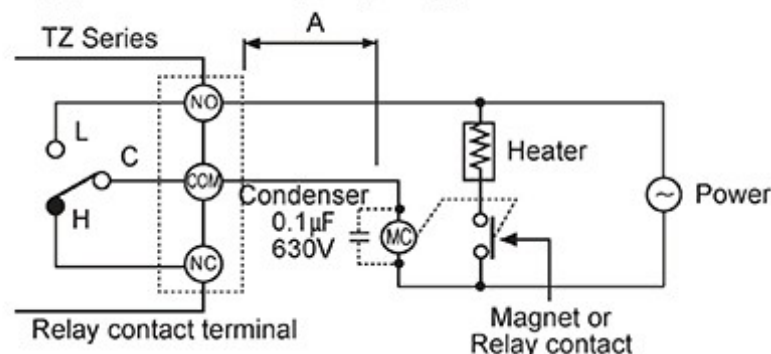 A
TZ Series
NO
L
C
COM
H
NC
Condenser
0.1μF
630V
MC
Heater
Power
Relay contact terminal
Magnet or
Relay contact